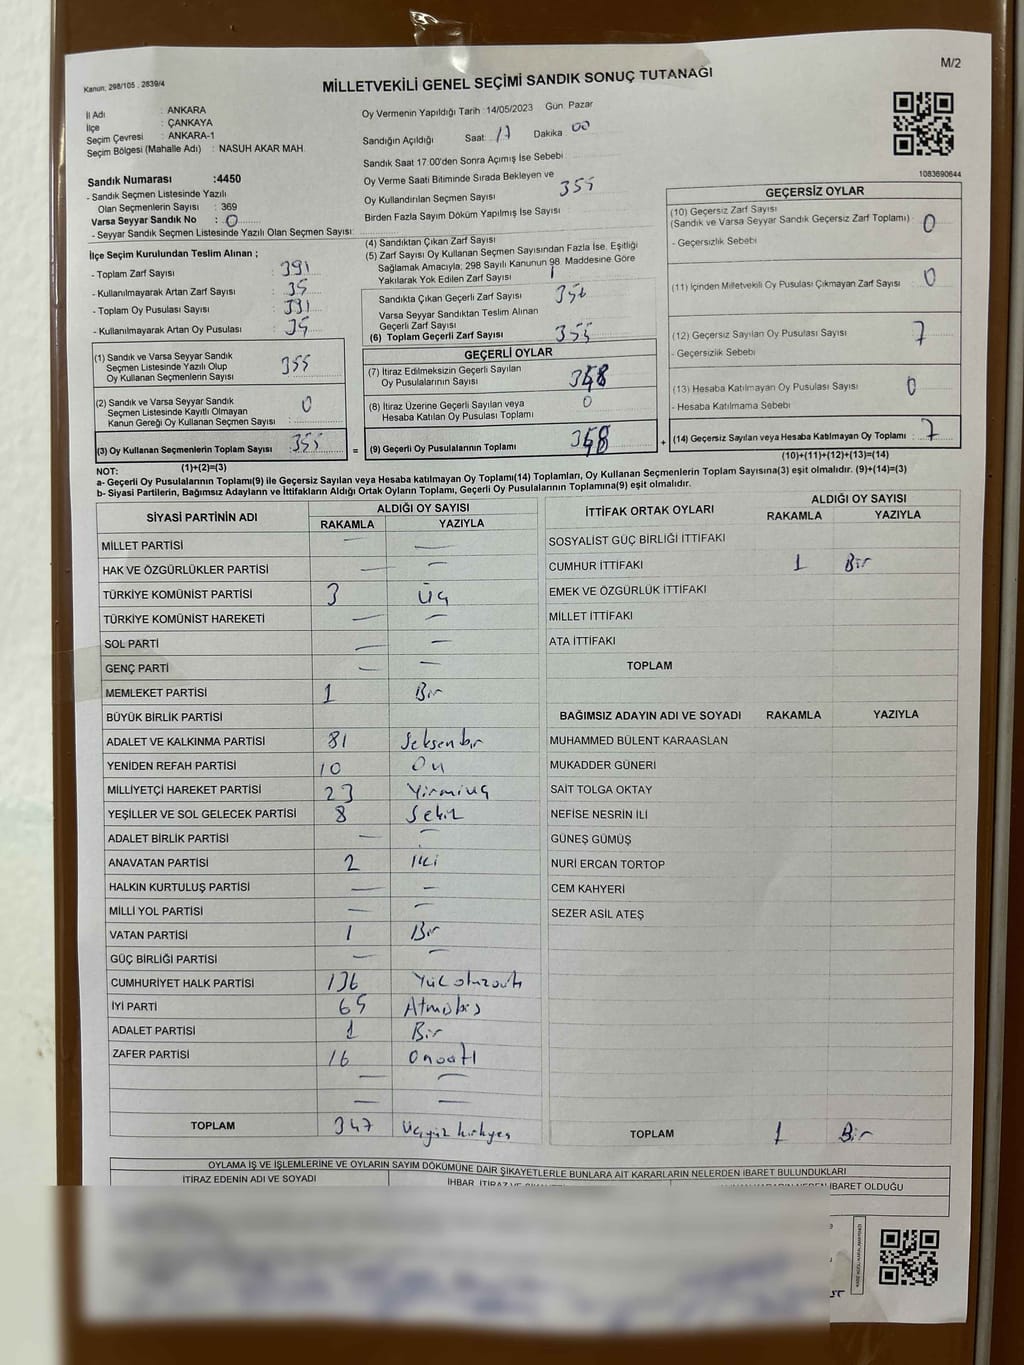 Kanun: 298/105 . 2839/4
MİLLETVEKİLİ GENEL SEÇİMİ SANDIK SONUÇ TUTANAĞI
M/2
İl Adı : ANKARA
İlçe : ÇANKAYA
Seçim Çevresi : ANKARA-1
Seçim Bölgesi (Mahalle Adı) : NASUH AKAR MAH.
Oy Vermenin Yapıldığı Tarih : 14/05/2023 Gün Pazar
Sandığın Açıldığı Saat: 17 Dakika 00
Sandık Saat 17:00'den Sonra Açılmış İse Sebebi
Oy Verme Saati Bitiminde Sırada Bekleyen ve
Oy Kullandırılan Seçmen Sayısı 355
Birden Fazla Sayım Döküm Yapılmış İse Sayısı
1083690644
Sandık Numarası :4450
- Sandık Seçmen Listesinde Yazılı
Olan Seçmenlerin Sayısı : 369
Varsa Seyyar Sandık No : 0
- Seyyar Sandık Seçmen Listesinde Yazılı Olan Seçmen Sayısı:
İlçe Seçim Kurulundan Teslim Alınan ;
- Toplam Zarf Sayısı : 391
- Kullanılmayarak Artan Zarf Sayısı : 35
- Toplam Oy Pusulası Sayısı : 391
- Kullanılmayarak Artan Oy Pusulası : 35
(1) Sandık ve Varsa Seyyar Sandık
Seçmen Listesinde Yazılı Olup
Oy Kullanan Seçmenlerin Sayısı : 355
(2) Sandık ve Varsa Seyyar Sandık
Seçmen Listesinde Kayıtlı Olmayan
Kanun Gereği Oy Kullanan Seçmen Sayısı : 0
(3) Oy Kullanan Seçmenlerin Toplam Sayısı : 355 =
(1)+(2)=(3)
(4) Sandıktan Çıkan Zarf Sayısı
(5) Zarf Sayısı Oy Kullanan Seçmen Sayısından Fazla İse, Eşitliği
Sağlamak Amacıyla, 298 Sayılı Kanunun 98. Maddesine Göre
Yakılarak Yok Edilen Zarf Sayısı 1
Sandıkta Çıkan Geçerli Zarf Sayısı
Varsa Seyyar Sandıktan Teslim Alınan
Geçerli Zarf Sayısı
(6) Toplam Geçerli Zarf Sayısı 355
GEÇERLİ OYLAR
(7) İtiraz Edilmeksizin Geçerli Sayılan
Oy Pusulalarının Sayısı 348
(8) İtiraz Üzerine Geçerli Sayılan veya
Hesaba Katılan Oy Pusulası Toplamı : 0
(9) Geçerli Oy Pusulalarının Toplamı 348 +
GEÇERSİZ OYLAR
(10) Geçersiz Zarf Sayısı
(Sandık ve Varsa Seyyar Sandık Geçersiz Zarf Toplamı) : 0
- Geçersizlik Sebebi
(11) İçinden Milletvekili Oy Pusulası Çıkmayan Zarf Sayısı : 0
(12) Geçersiz Sayılan Oy Pusulası Sayısı 7
- Geçersizlik Sebebi
(13) Hesaba Katılmayan Oy Pusulası Sayısı 0
- Hesaba Katılmama Sebebi
(14) Geçersiz Sayılan veya Hesaba Katılmayan Oy Toplamı : 7
(10)+(11)+(12)+(13)=(14)
NOT:
a- Geçerli Oy Pusulalarının Toplamı(9) ile Geçersiz Sayılan veya Hesaba katılmayan Oy Toplamı(14) Toplamları, Oy Kullanan Seçmenlerin Toplam Sayısına(3) eşit olmalıdır. (9)+(14)=(3)
b- Siyasi Partilerin, Bağımsız Adayların ve İttifakların Aldığı Ortak Oyların Toplamı, Geçerli Oy Pusulalarının Toplamına(9) eşit olmalıdır.
SİYASİ PARTİNİN ADI ALDIĞI OY SAYISI
RAKAMLA YAZIYLA
MİLLET PARTİSİ — —
HAK VE ÖZGÜRLÜKLER PARTİSİ — —
TÜRKİYE KOMÜNİST PARTİSİ 3 Üç
TÜRKİYE KOMÜNİST HAREKETİ — —
SOL PARTİ — —
GENÇ PARTİ — —
MEMLEKET PARTİSİ 1 Bir
BÜYÜK BİRLİK PARTİSİ
ADALET VE KALKINMA PARTİSİ 81 Seksenbir
YENİDEN REFAH PARTİSİ 10 On
MİLLİYETÇİ HAREKET PARTİSİ 23 Yirmiüç
YEŞİLLER VE SOL GELECEK PARTİSİ 8 Sekiz
ADALET BİRLİK PARTİSİ — —
ANAVATAN PARTİSİ 2 İki
HALKIN KURTULUŞ PARTİSİ — —
MİLLİ YOL PARTİSİ — —
VATAN PARTİSİ 1 Bir
GÜÇ BİRLİĞİ PARTİSİ — —
CUMHURİYET HALK PARTİSİ 136 Yüzotuzaltı
İYİ PARTİ 65 Atmışbeş
ADALET PARTİSİ 1 Bir
ZAFER PARTİSİ 16 Onaltı
— —
— —
TOPLAM 347 Üçyüz kırkyedi
İTTİFAK ORTAK OYLARI ALDIĞI OY SAYISI
RAKAMLA YAZIYLA
SOSYALİST GÜÇ BİRLİĞİ İTTİFAKI
CUMHUR İTTİFAKI 1 Bir
EMEK VE ÖZGÜRLÜK İTTİFAKI
MİLLET İTTİFAKI
ATA İTTİFAKI
TOPLAM
BAĞIMSIZ ADAYIN ADI VE SOYADI RAKAMLA YAZIYLA
MUHAMMED BÜLENT KARAASLAN
MUKADDER GÜNERİ
SAİT TOLGA OKTAY
NEFİSE NESRİN İLİ
GÜNEŞ GÜMÜŞ
NURİ ERCAN TORTOP
CEM KAHYERİ
SEZER ASİL ATEŞ
TOPLAM 1 Bir
OYLAMA İŞ VE İŞLEMLERİNE VE OYLARIN SAYIM DÖKÜMÜNE DAİR ŞİKAYETLERLE BUNLARA AİT KARARLARIN NELERDEN İBARET BULUNDUKLARI
İTİRAZ EDENİN ADI VE SOYADI
İHBAR, İTİRAZ
İBARET OLDUĞU